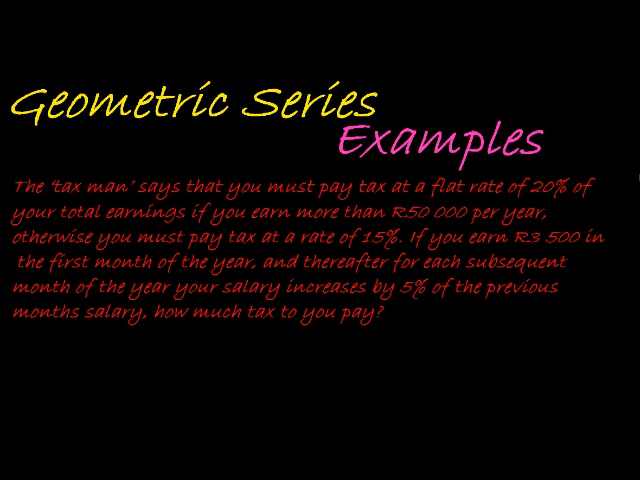 Geometric Series
Examples
The 'tax man' says that you must pay tax at a flat rate of 20% of
your total earnings if you earn more than R50 000 per year,
otherwise you must pay tax at a rate of 15%. If you earn R3 500 in
the first month of the year, and thereafter for each subsequent
month of the year your salary increases by 5% of the previous
months salary, how much tax to you pay?